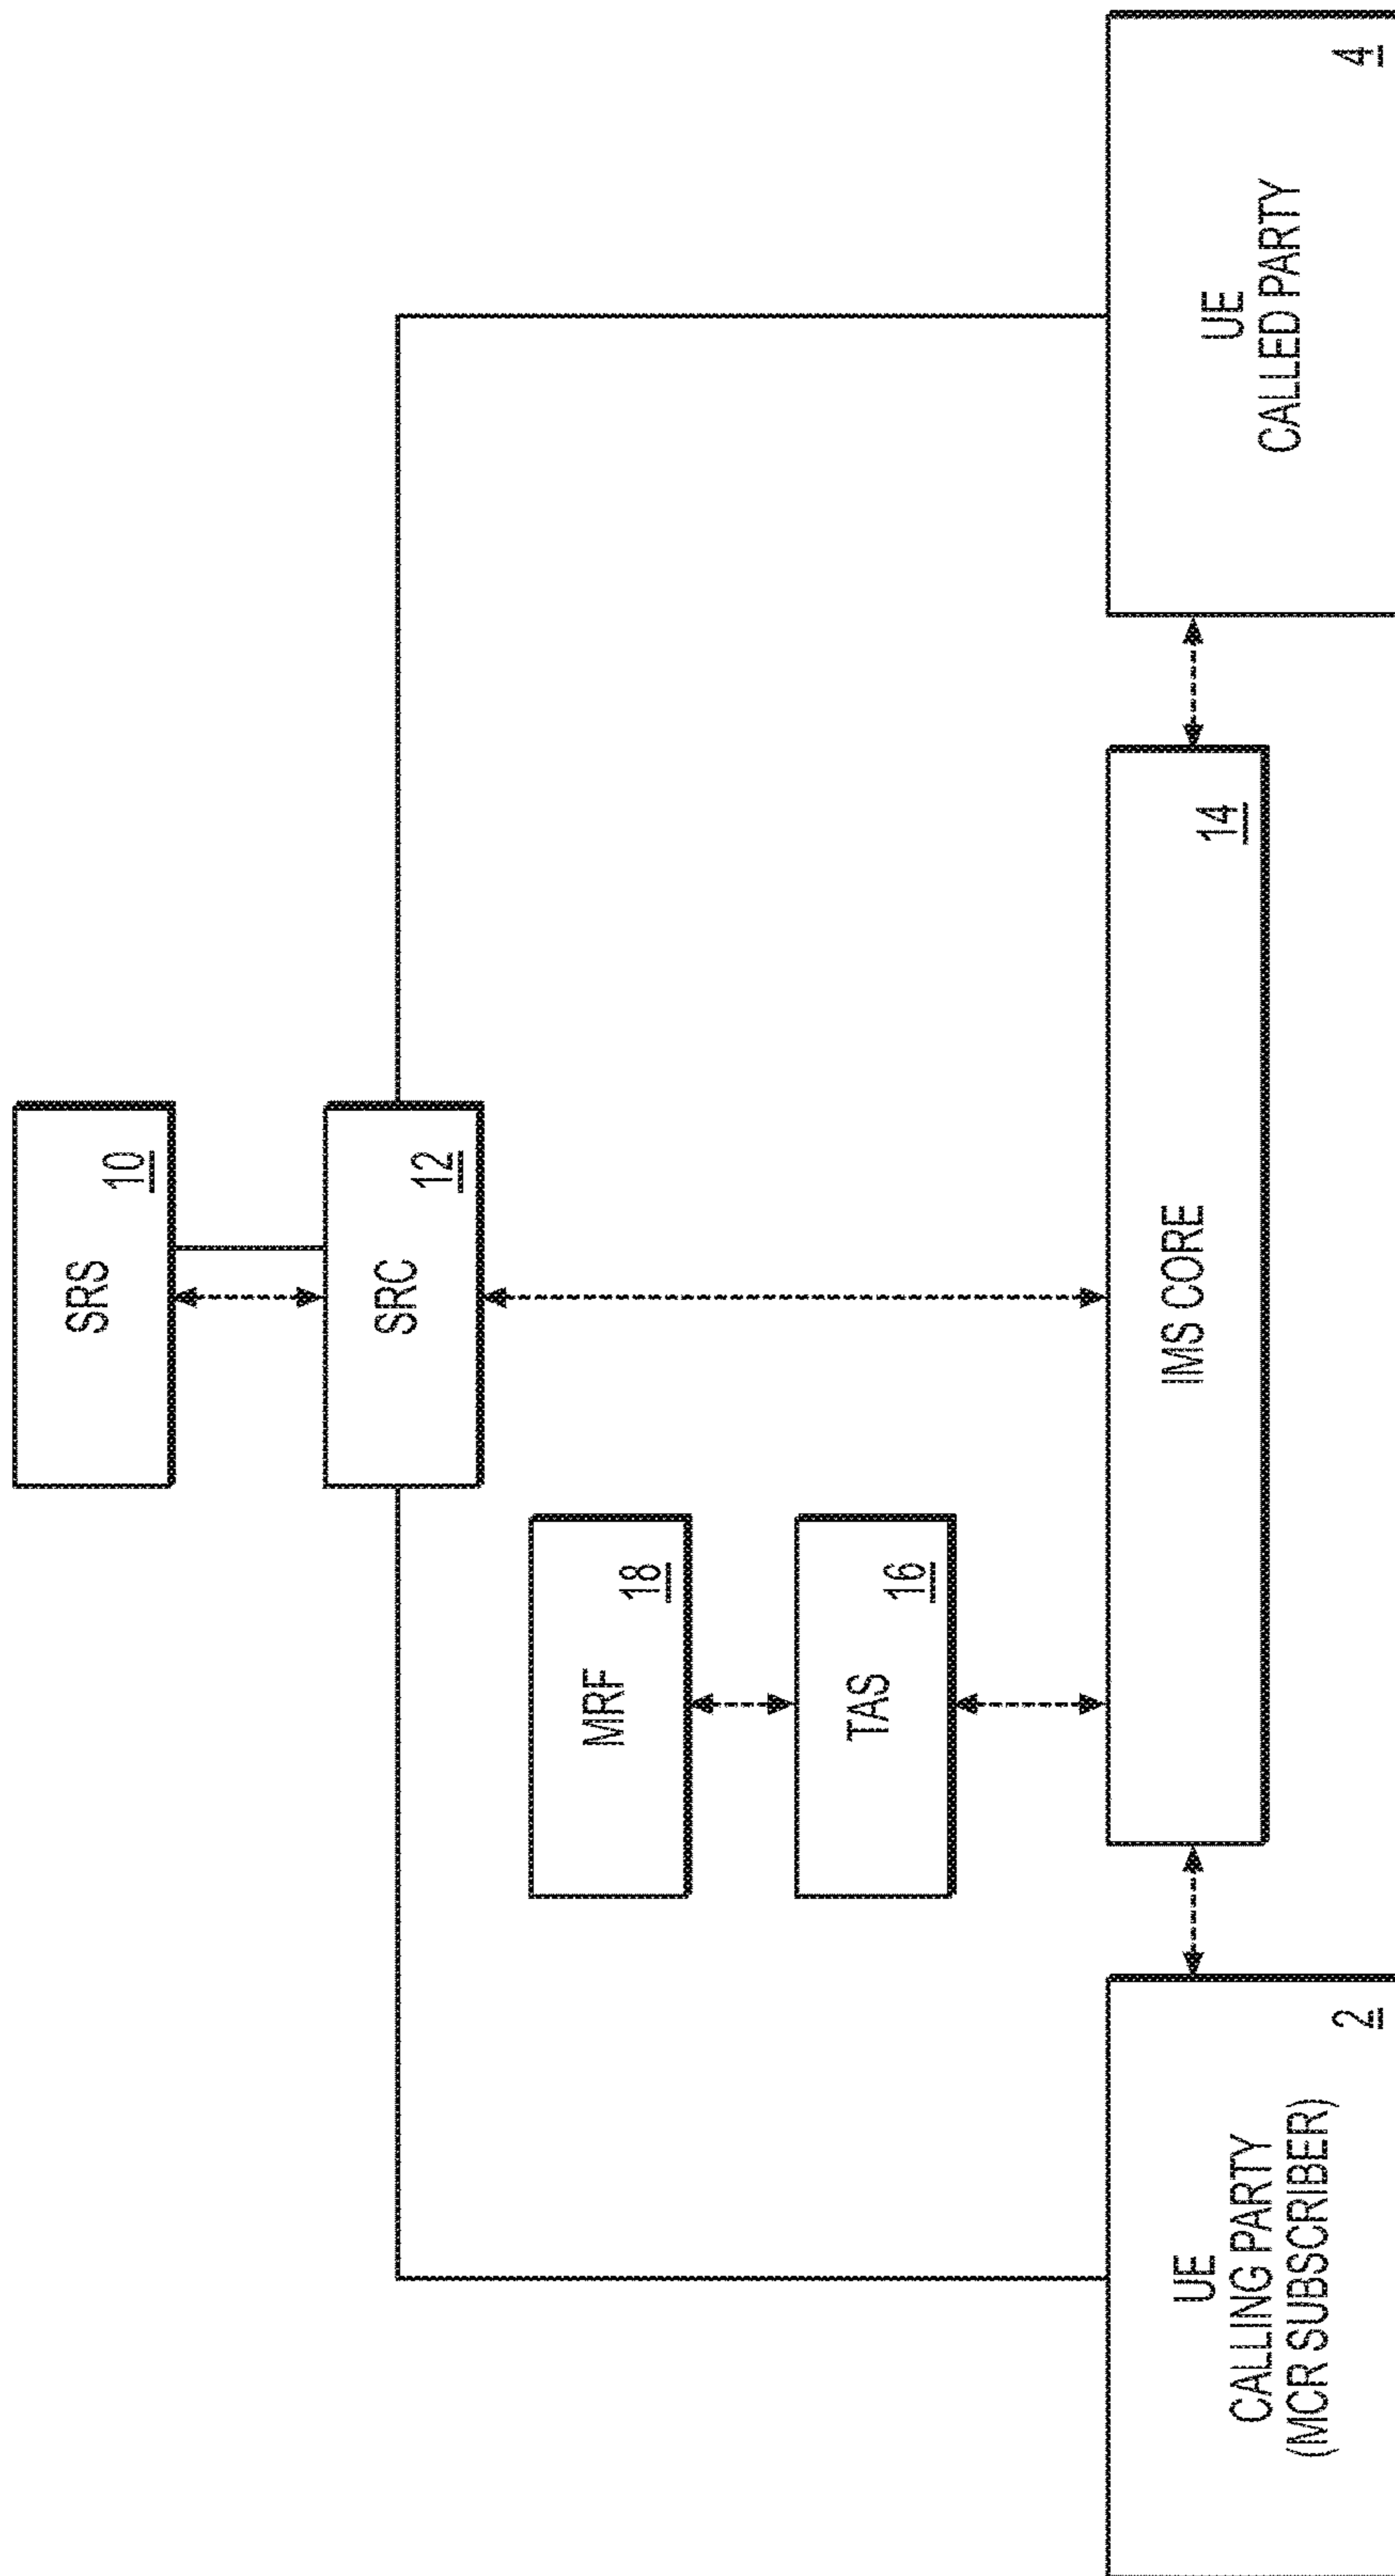 SRS
10
SRC
12
MRF
18
TAS
16
IMS CORE
14
UE
CALLING PARTY
(MCR SUBSCRIBER)
2
UE
CALLED PARTY
4